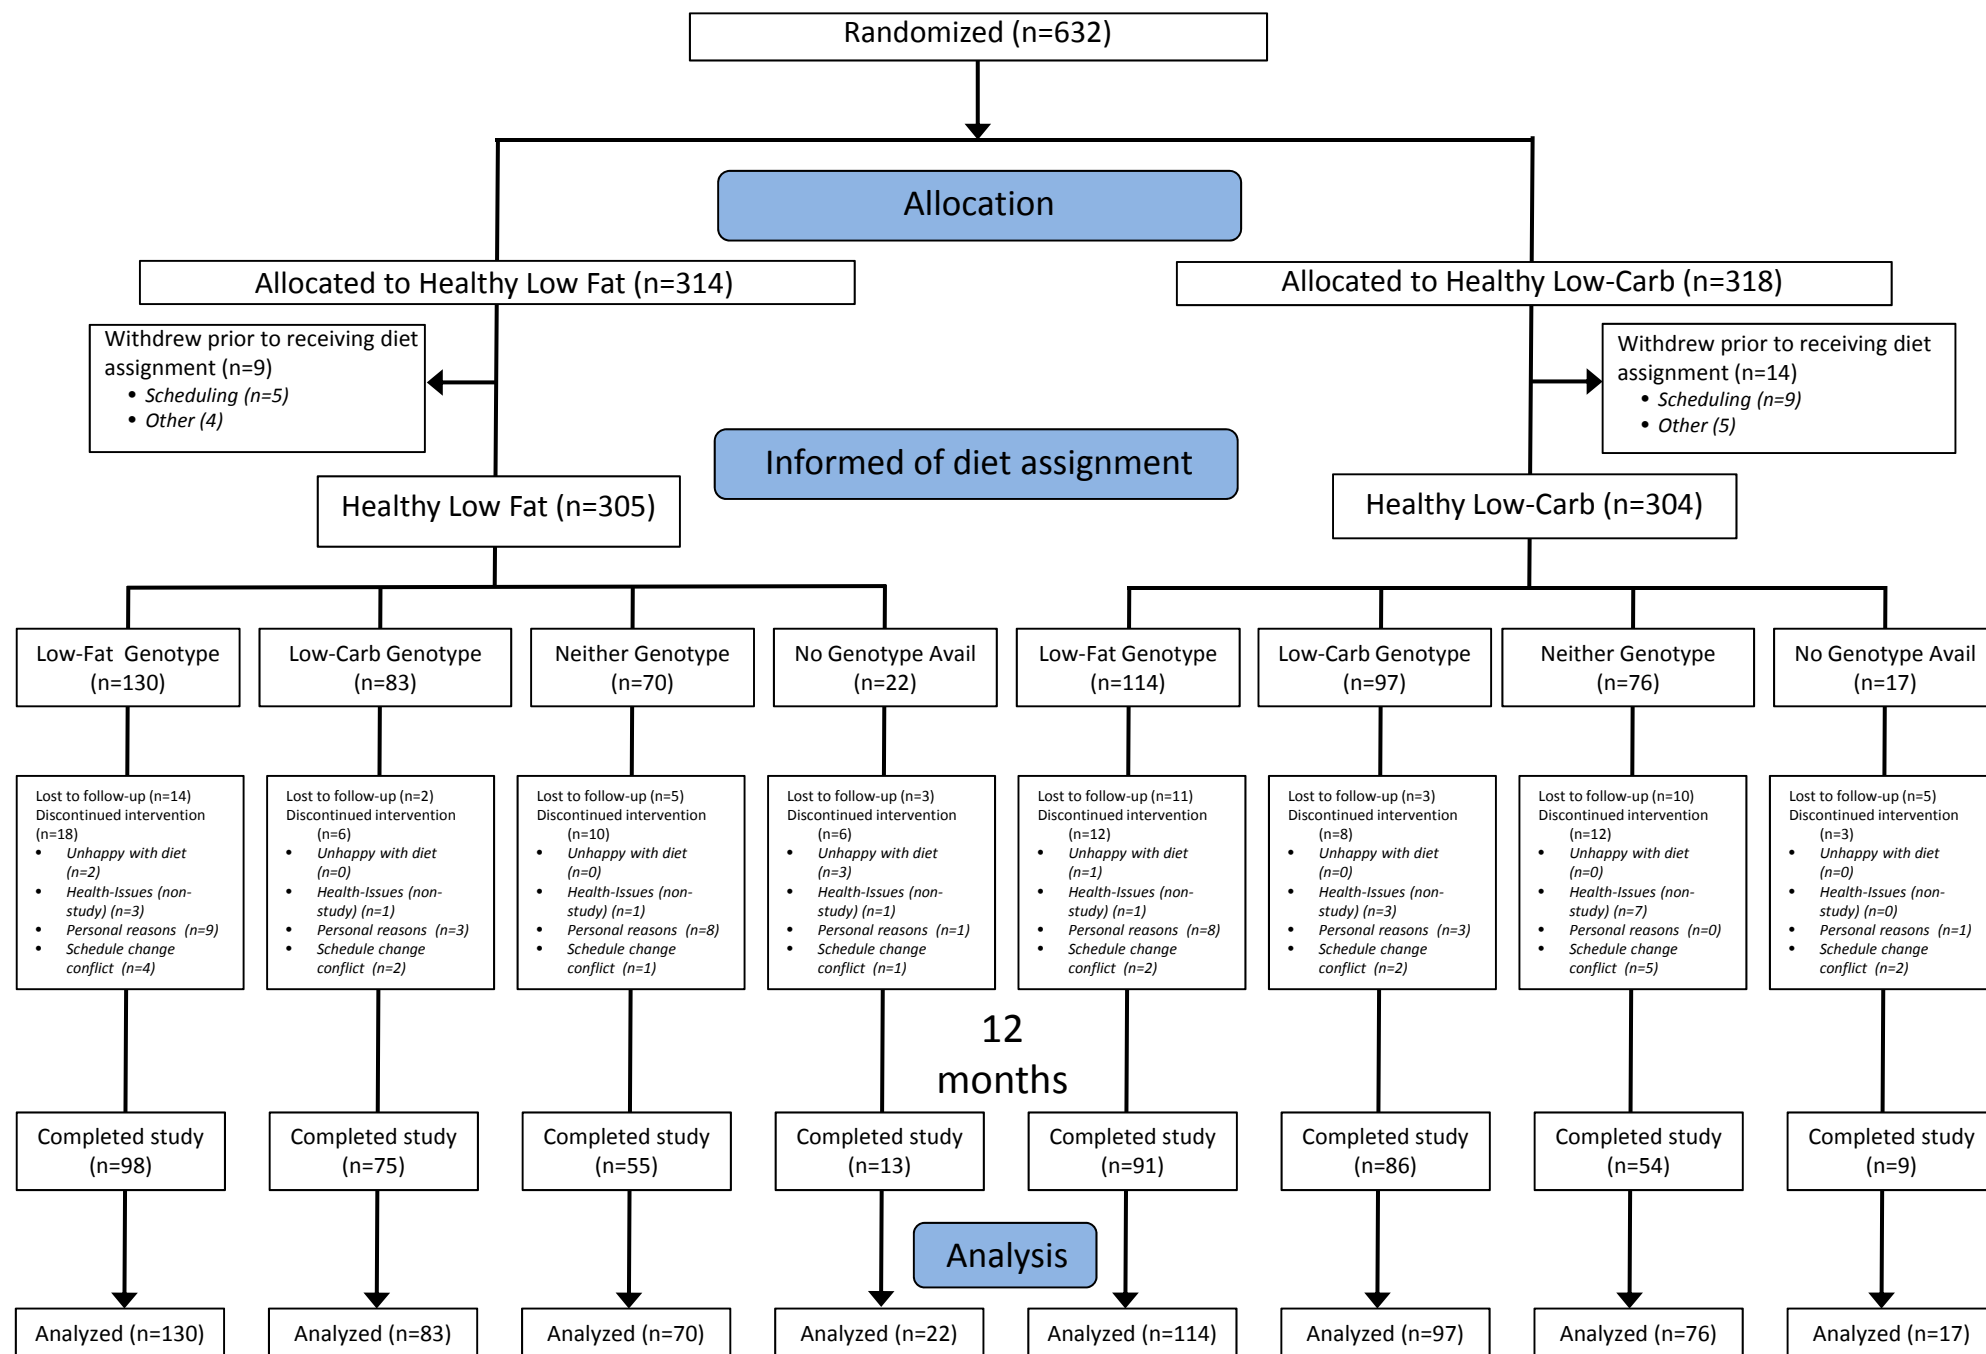 Randomized (n=632)
Allocation
Allocated to Healthy Low Fat (n=314)
Allocated to Healthy Low-Carb (n=318)
Withdrew prior to receiving diet
assignment (n=9)
• Scheduling (n=5)
• Other (4)
Withdrew prior to receiving diet
assignment (n=14)
• Scheduling (n=9)
• Other (5)
Informed of diet assignment
Healthy Low Fat (n=305)
Healthy Low-Carb (n=304)
Low-Fat Genotype
(n=130)
Low-Carb Genotype
(n=83)
Neither Genotype
(n=70)
No Genotype Avail
(n=22)
Low-Fat Genotype
(n=114)
Low-Carb Genotype
(n=97)
Neither Genotype
(n=76)
No Genotype Avail
(n=17)
Lost to follow-up (n=14)
Discontinued intervention
(n=18)
• Unhappy with diet
(n=2)
• Health-Issues (non-
study) (n=3)
• Personal reasons (n=9)
• Schedule change
conflict (n=4)
Lost to follow-up (n=2)
Discontinued intervention
(n=6)
• Unhappy with diet
(n=0)
• Health-Issues (non-
study) (n=1)
• Personal reasons (n=3)
• Schedule change
conflict (n=2)
Lost to follow-up (n=5)
Discontinued intervention
(n=10)
• Unhappy with diet
(n=0)
• Health-Issues (non-
study) (n=1)
• Personal reasons (n=8)
• Schedule change
conflict (n=1)
Lost to follow-up (n=3)
Discontinued intervention
(n=6)
• Unhappy with diet
(n=3)
• Health-Issues (non-
study) (n=1)
• Personal reasons (n=1)
• Schedule change
conflict (n=1)
Lost to follow-up (n=11)
Discontinued intervention
(n=12)
• Unhappy with diet
(n=1)
• Health-Issues (non-
study) (n=1)
• Personal reasons (n=8)
• Schedule change
conflict (n=2)
Lost to follow-up (n=3)
Discontinued intervention
(n=8)
• Unhappy with diet
(n=0)
• Health-Issues (non-
study) (n=3)
• Personal reasons (n=3)
• Schedule change
conflict (n=2)
Lost to follow-up (n=10)
Discontinued intervention
(n=12)
• Unhappy with diet
(n=0)
• Health-Issues (non-
study) (n=7)
• Personal reasons (n=0)
• Schedule change
conflict (n=5)
Lost to follow-up (n=5)
Discontinued intervention
(n=3)
• Unhappy with diet
(n=0)
• Health-Issues (non-
study) (n=0)
• Personal reasons (n=1)
• Schedule change
conflict (n=2)
12
months
Completed study
(n=98)
Completed study
(n=75)
Completed study
(n=55)
Completed study
(n=13)
Completed study
(n=91)
Completed study
(n=86)
Completed study
(n=54)
Completed study
(n=9)
Analysis
Analyzed (n=130)
Analyzed (n=83)
Analyzed (n=70)
Analyzed (n=22)
Analyzed (n=114)
Analyzed (n=97)
Analyzed (n=76)
Analyzed (n=17)